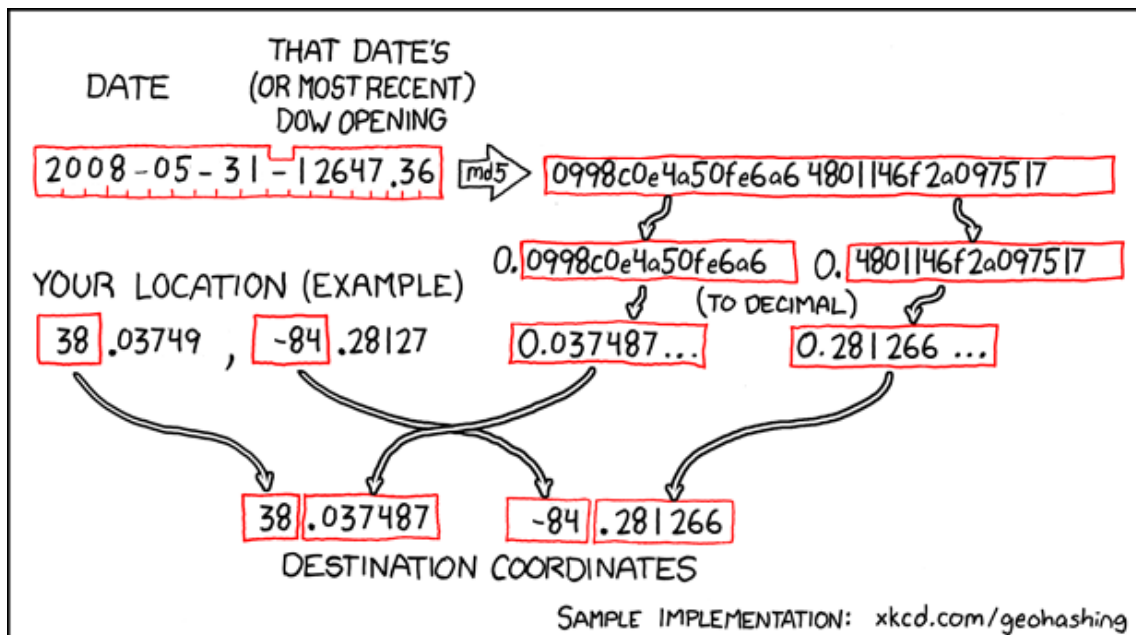 DATE
THAT DATE'S
(OR MOST RECENT)
DOW OPENING
2008-05-31-12647.36
md5
0998c0e4a50fe6a64801146f2a097517
0.0998c0e4a50fe6a6
0.4801146f2a097517
YOUR LOCATION (EXAMPLE)
(TO DECIMAL)
38.03749, -84.28127
0.037487...
0.281266...
38.037487
-84.281266
DESTINATION COORDINATES
SAMPLE IMPLEMENTATION: xkcd.com/geohashing